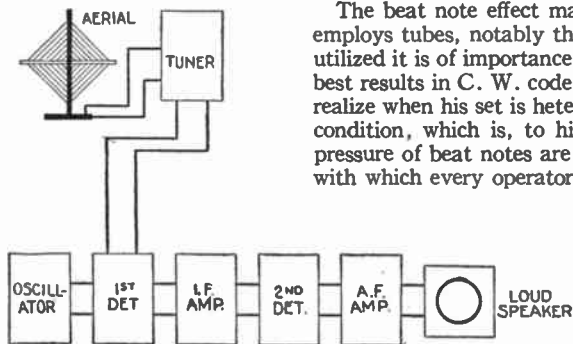 The beat note effect ma
employs tubes, notably th
utilized it is of importance
best results in C. W. code
realize when his set is hete
condition, which is, to hi
pressure of beat notes are
with which every operator
AERIAL
TUNER
OSCILL-
ATOR
1ST
DET
I.F.
AMP.
2ND
DET.
A.F.
AMP.
LOUD
SPEAKER